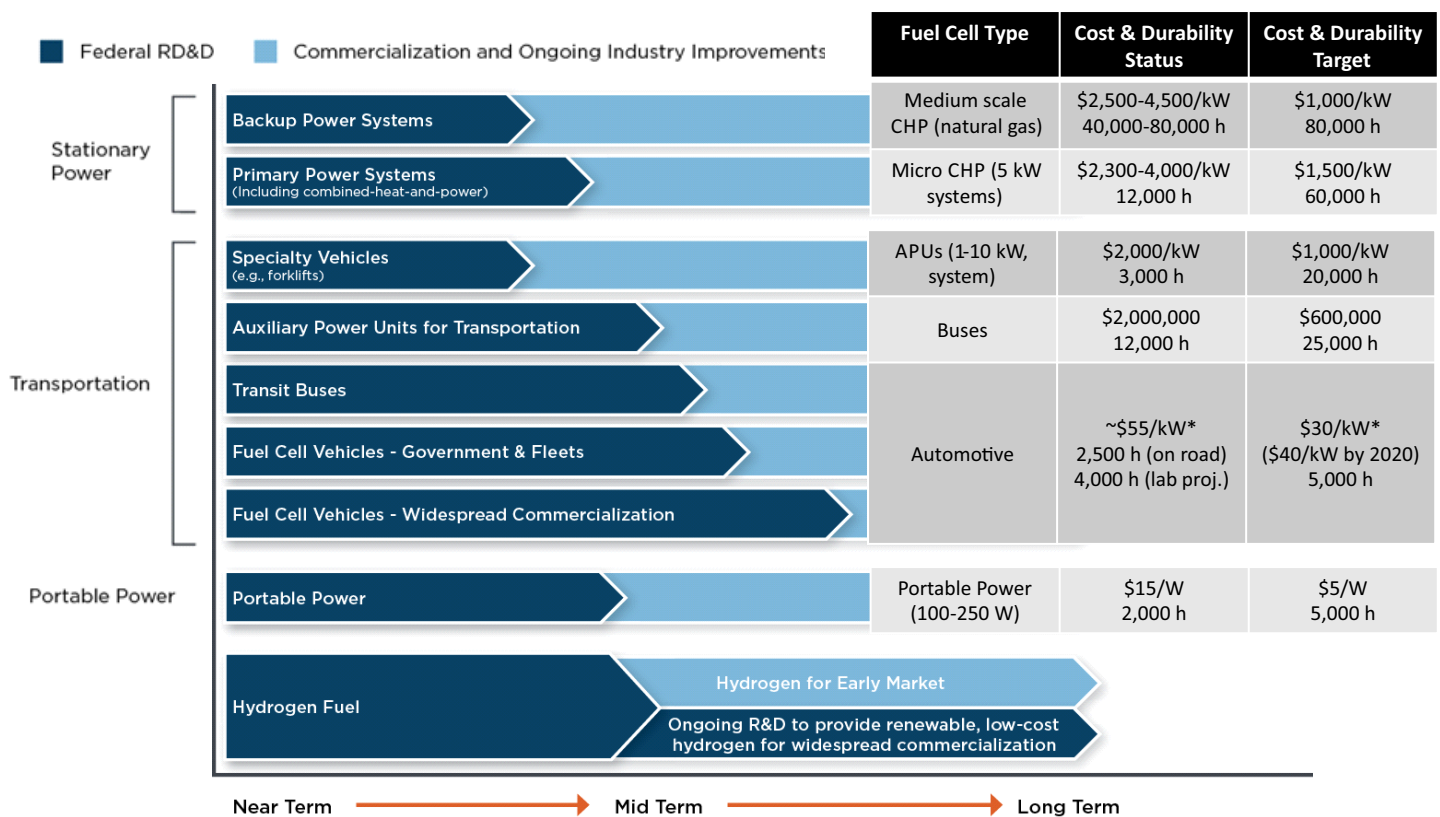 Federal RD&D
Commercialization and Ongoing Industry Improvements
Fuel Cell Type
Cost & Durability
Status
Cost & Durability
Target
Stationary
Power
Backup Power Systems
Medium scale
CHP (natural gas)
$2,500-4,500/kW
40,000-80,000 h
$1,000/kW
80,000 h
Primary Power Systems
(Including combined-heat-and-power)
Micro CHP (5 kW
systems)
$2,300-4,000/kW
12,000 h
$1,500/kW
60,000 h
Transportation
Specialty Vehicles
(e.g., forklifts)
APUs (1-10 kW,
system)
$2,000/kW
3,000 h
$1,000/kW
20,000 h
Auxiliary Power Units for Transportation
Buses
$2,000,000
12,000 h
$600,000
25,000 h
Transit Buses
Fuel Cell Vehicles - Government & Fleets
Fuel Cell Vehicles - Widespread Commercialization
Automotive
~$55/kW*
2,500 h (on road)
4,000 h (lab proj.)
$30/kW*
($40/kW by 2020)
5,000 h
Portable Power
Portable Power
Portable Power
(100-250 W)
$15/W
2,000 h
$5/W
5,000 h
Hydrogen Fuel
Hydrogen for Early Market
Ongoing R&D to provide renewable, low-cost
hydrogen for widespread commercialization
Near Term
Mid Term
Long Term